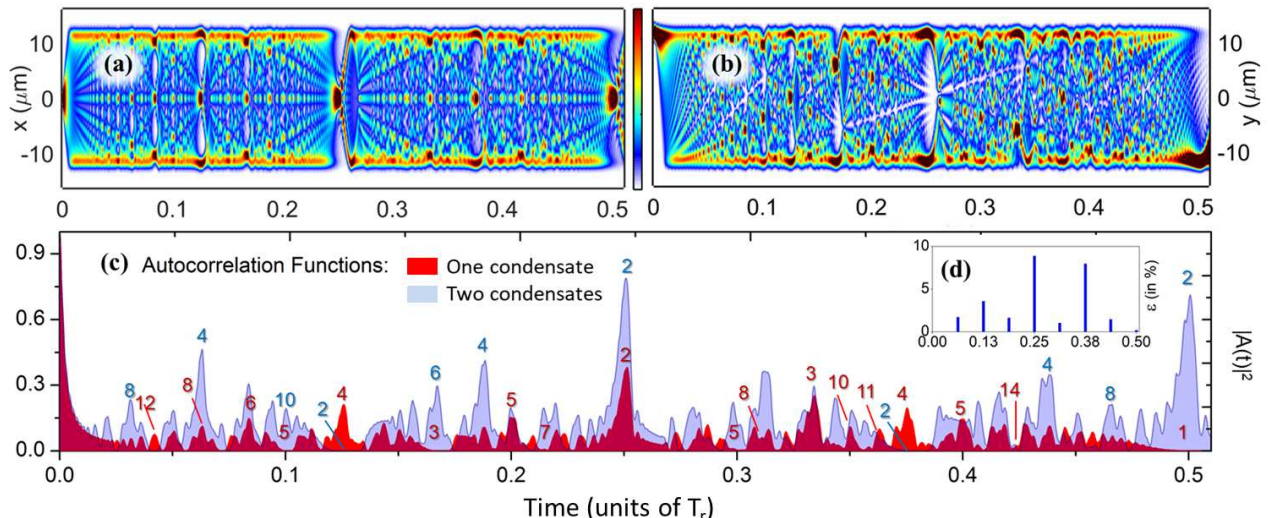 (a)
x (μm)
10
0
-10
0 0.1 0.2 0.3 0.4 0.5
(b)
10
0
-10
y (μm)
0 0.1 0.2 0.3 0.4 0.5
(c) Autocorrelation Functions:
One condensate
Two condensates
0.9
0.6
0.3
0.0
8 12 8 4 6 5 10 2 4 3 6 4 5 7 2 5 8 3 10 11 2 4 5 14 4 8 2 1
(d)
10
5
0
0.00 0.13 0.25 0.38 0.50
ε (in %)
|A(t)|²
0.0 0.1 0.2 0.3 0.4 0.5
Time (units of Tᵣ)